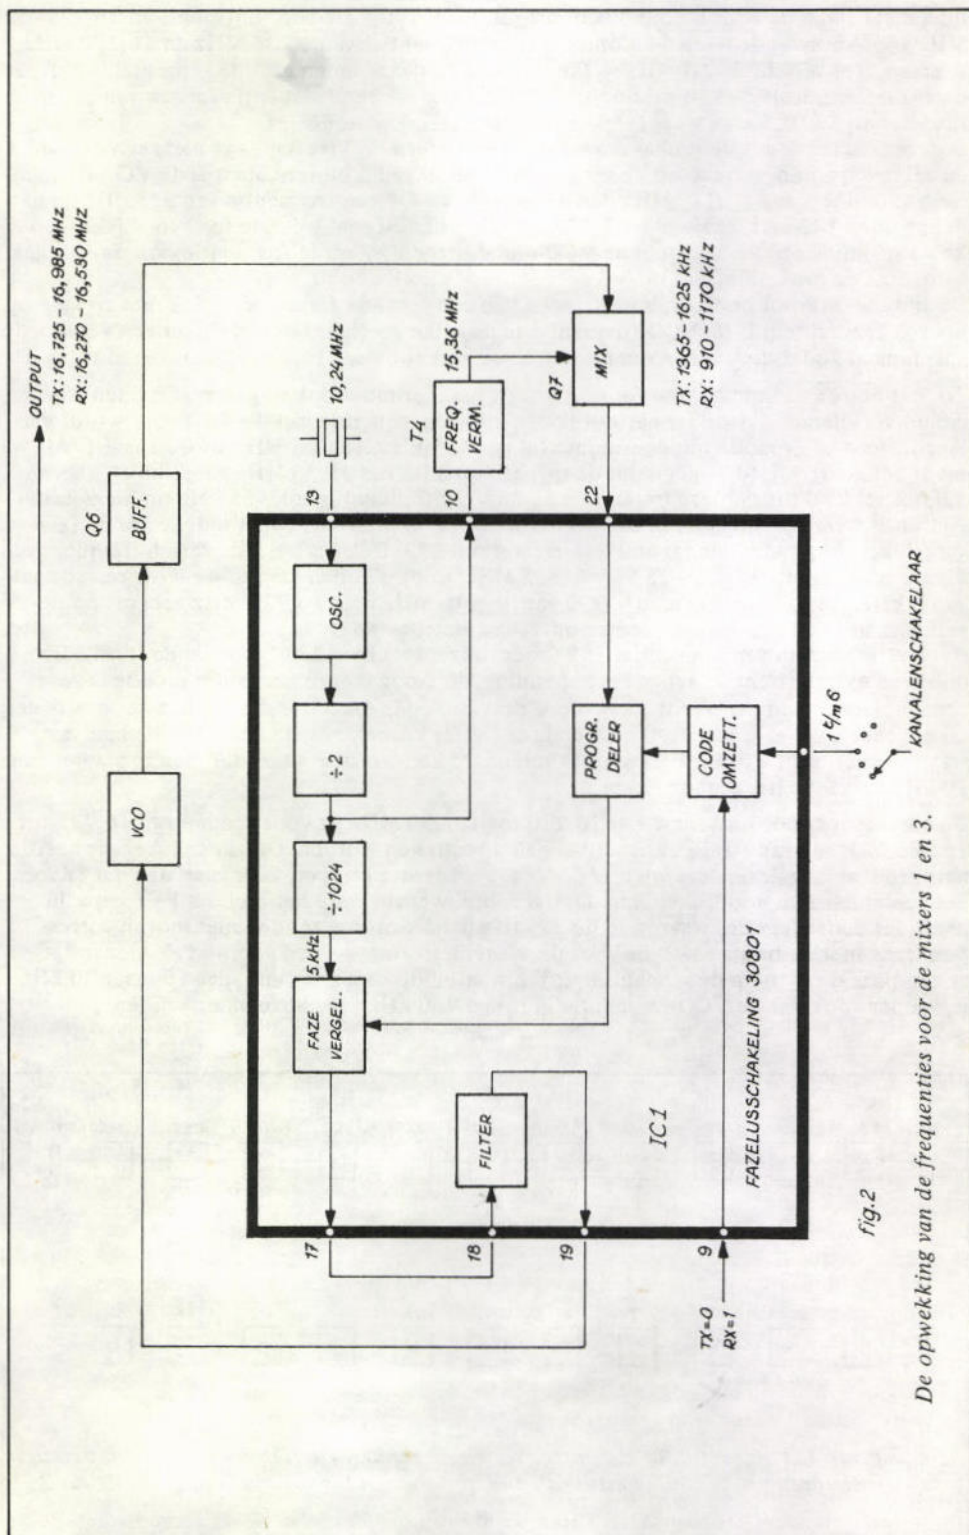 OUTPUT
TX: 16,725 - 16,985 MHz
RX: 16,270 - 16,530 MHz
Q6
BUFF.
VCO
10,24 MHz
T4
15,36 MHz
FREQ.
VERM.
Q7
MIX
TX: 1365 - 1625 kHz
RX: 910 - 1170 kHz
13
10
22
OSC.
÷2
÷1024
5 kHz
FAZE
VERGEL.
PROGR.
DELER
CODE
OMZETT.
1 t/m 6
KANALENSCHAKELAAR
FILTER
IC1
FAZELUSSCHAKELING 30801
17
18
19
9
TX=0
RX=1
fig.2
De opwekking van de frequenties voor de mixers 1 en 3.